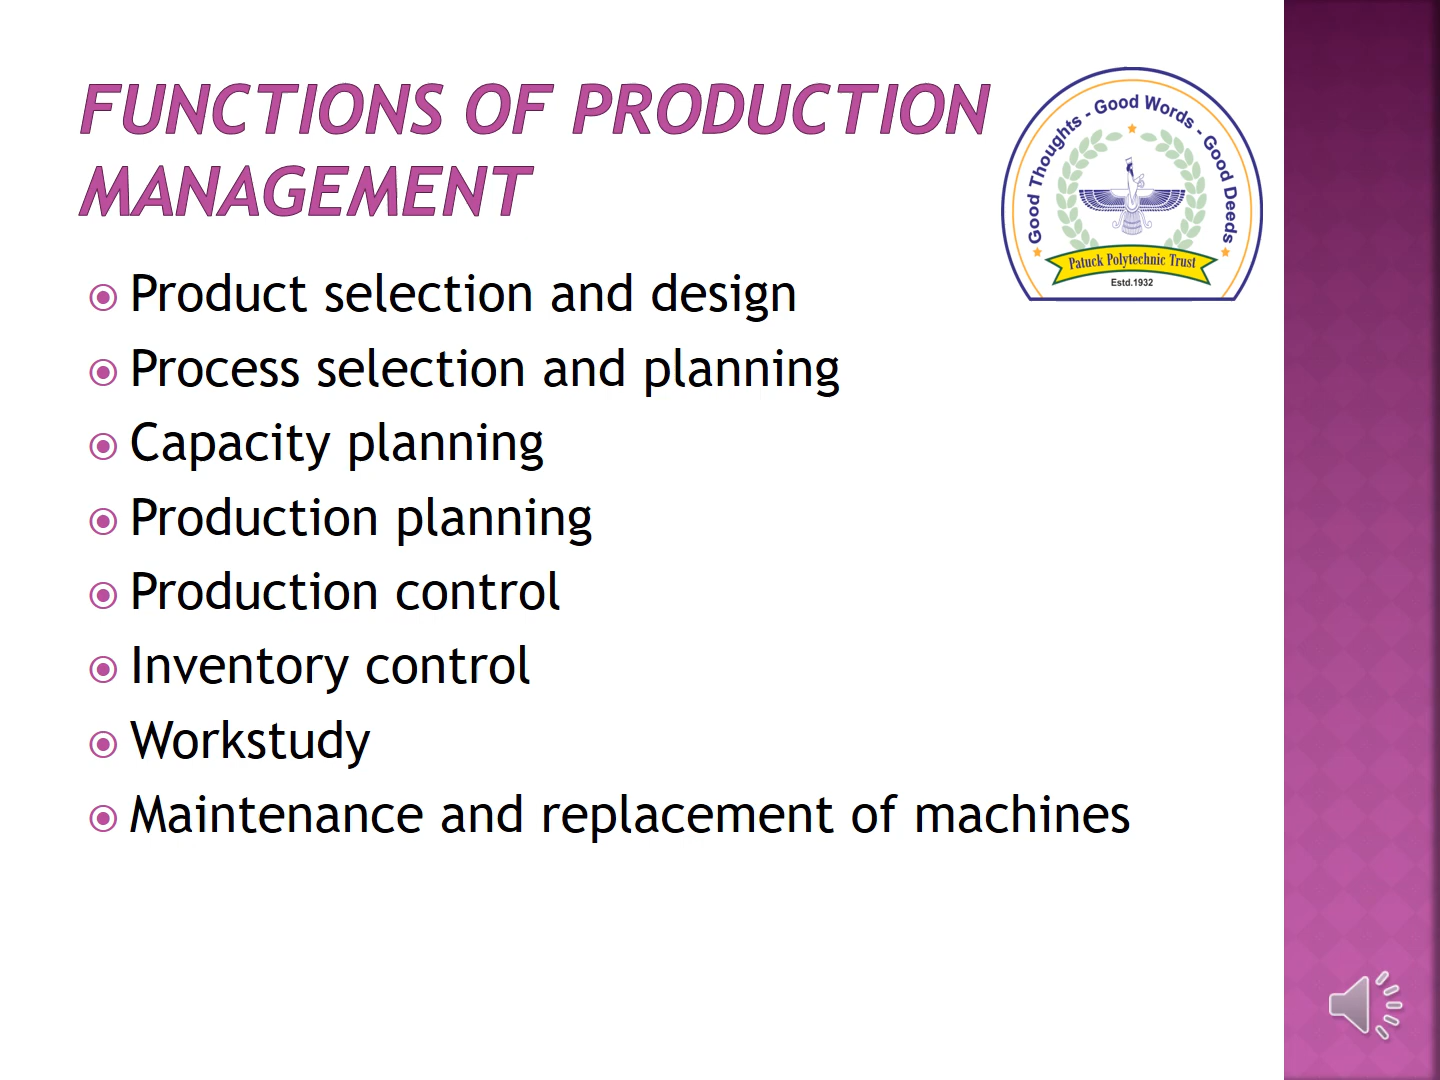 FUNCTIONS OF PRODUCTION
MANAGEMENT
Good Thoughts - Good Words - Good Deeds
Patuck Polytechnic Trust
Estd.1932
Product selection and design
Process selection and planning
Capacity planning
Production planning
Production control
Inventory control
Workstudy
Maintenance and replacement of machines